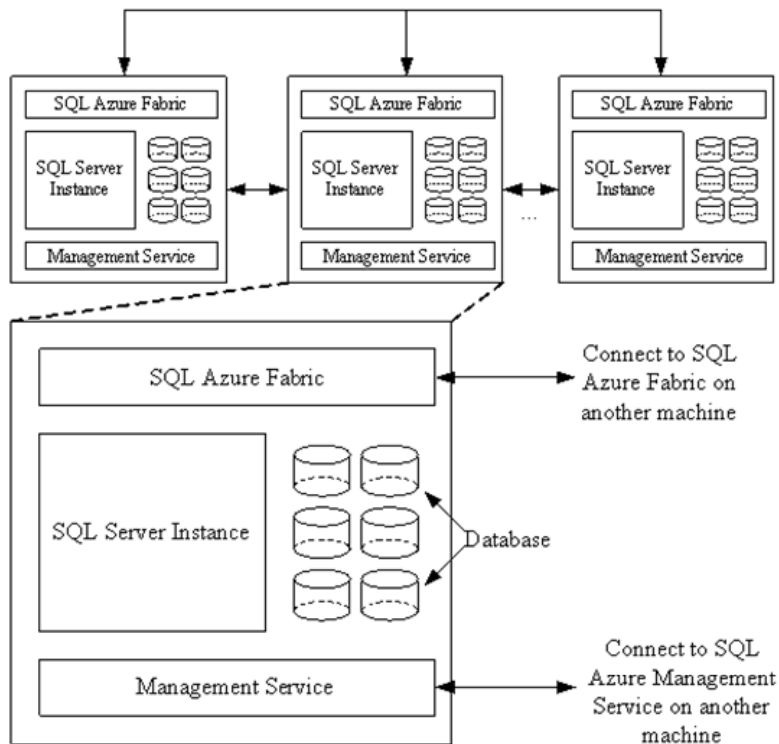 SQL Azure Fabric
SQL Azure Fabric
SQL Azure Fabric
SQL Server
Instance
SQL Server
Instance
SQL Server
Instance
...
Management Service
Management Service
Management Service
SQL Azure Fabric
Connect to SQL
Azure Fabric on
another machine
SQL Server Instance
Database
Management Service
Connect to SQL
Azure Management
Service on another
machine